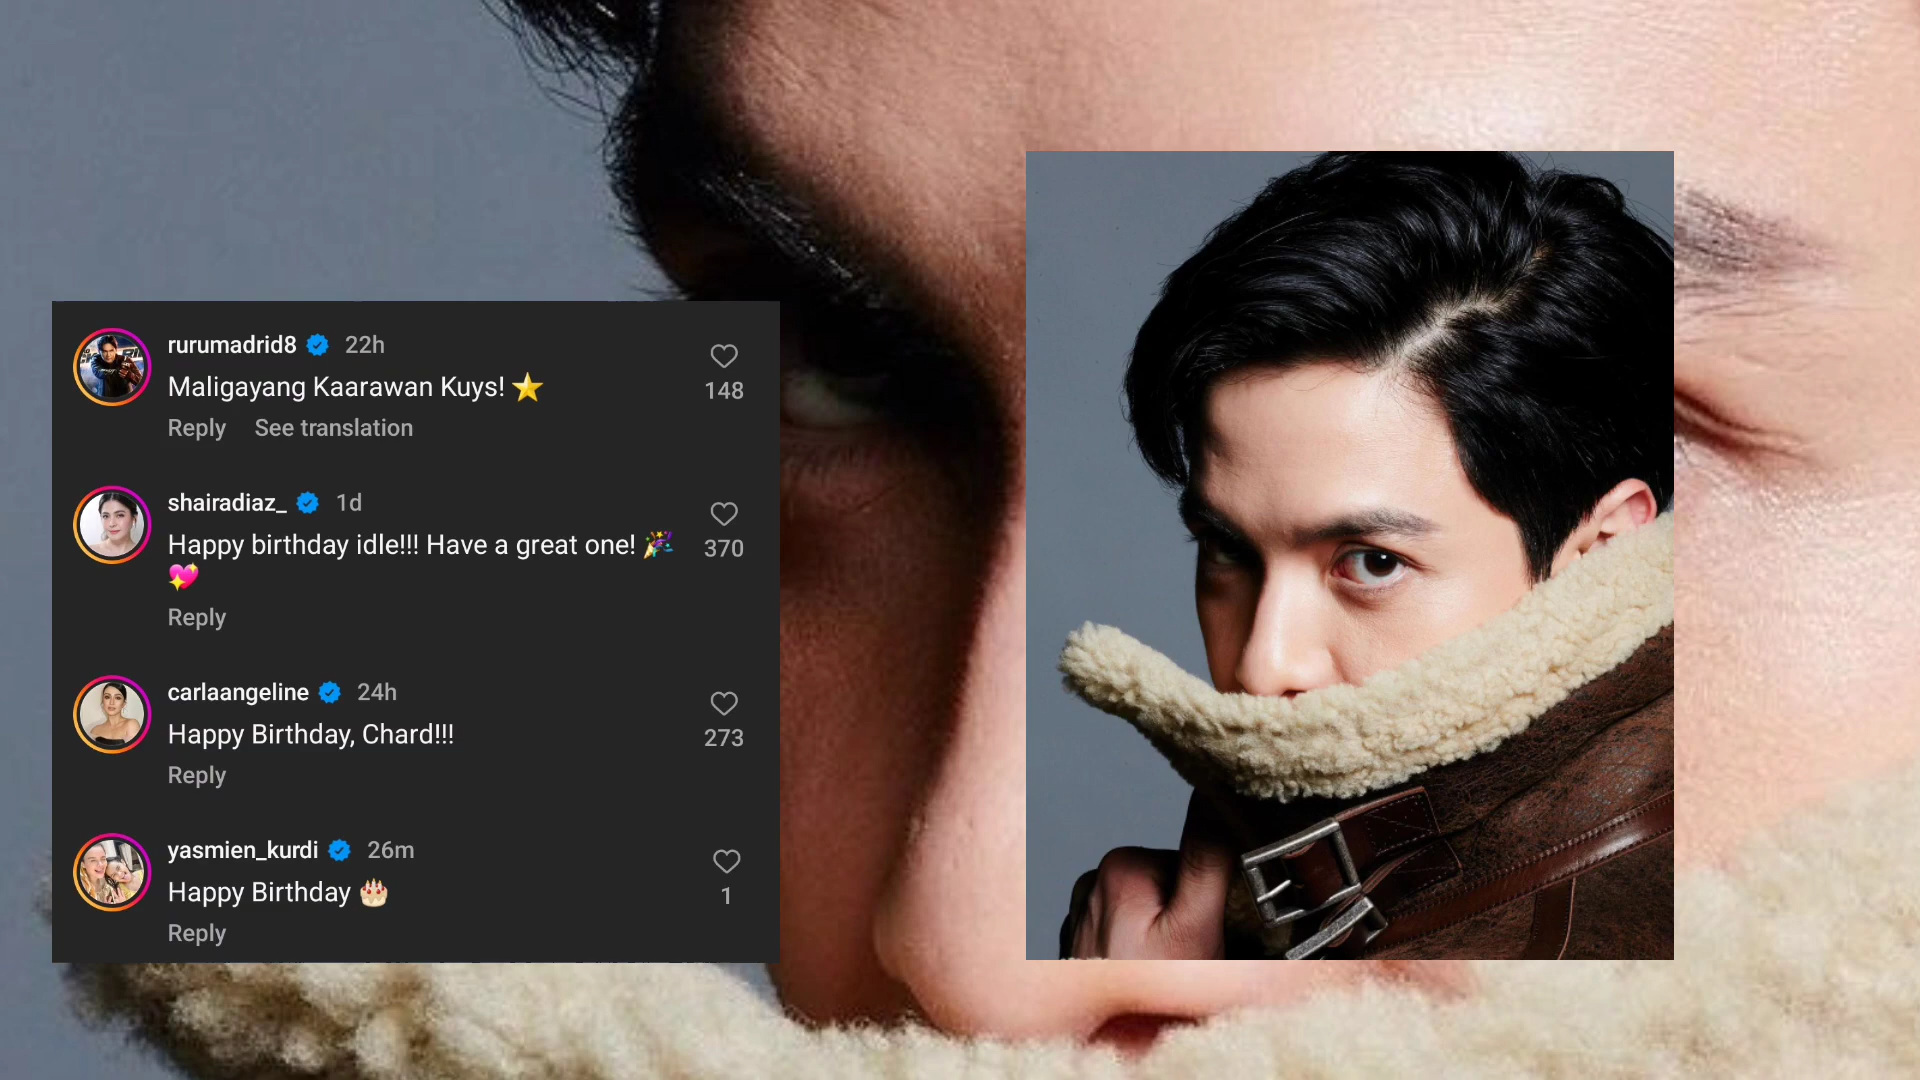 rurumadrid8 22h
Maligayang Kaarawan Kuys! ⭐
148
Reply See translation
shairadiaz_ 1d
Happy birthday idle!!! Have a great one! 🎉
💖
370
Reply
carlaangeline 24h
Happy Birthday, Chard!!!
273
Reply
yasmien_kurdi 26m
Happy Birthday 🎂
1
Reply